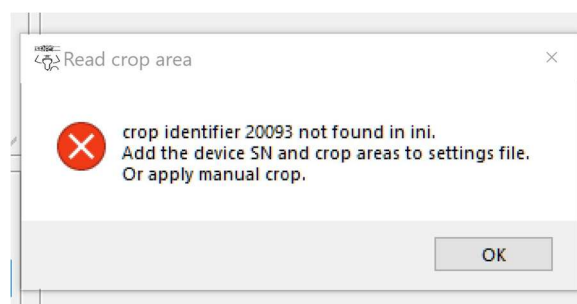 Read crop area
crop identifier 20093 not found in ini.
Add the device SN and crop areas to settings file.
Or apply manual crop.
OK